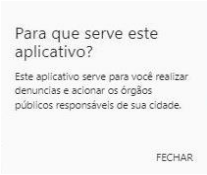 Para que serve este
aplicativo?
Este aplicativo serve para você realizar
denuncias e acionar os órgãos
públicos responsáveis de sua cidade.
FECHAR